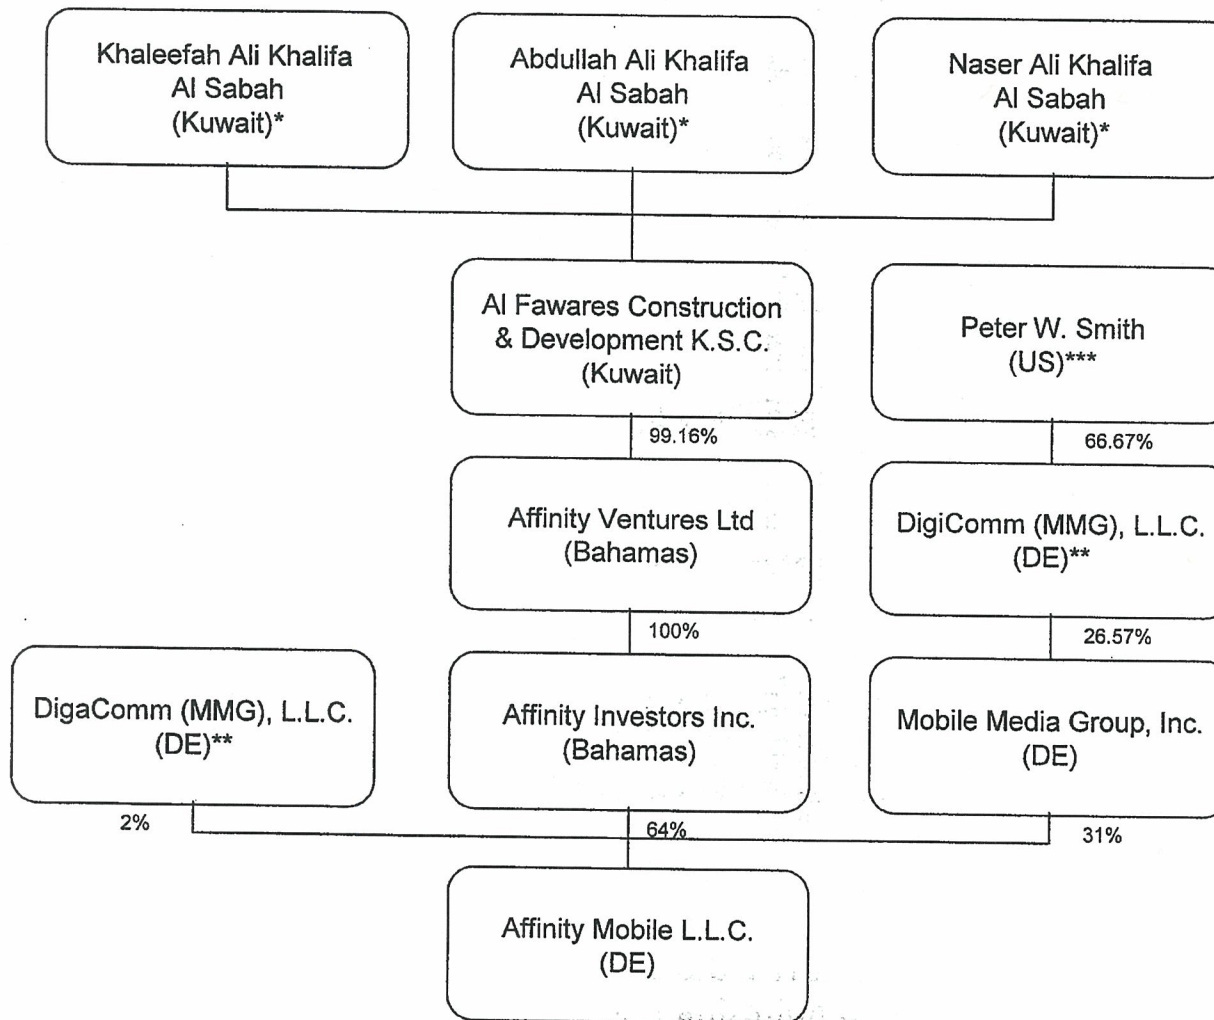 Khaleefah Ali Khalifa
Al Sabah
(Kuwait)*
Abdullah Ali Khalifa
Al Sabah
(Kuwait)*
Naser Ali Khalifa
Al Sabah
(Kuwait)*
Al Fawares Construction
& Development K.S.C.
(Kuwait)
Peter W. Smith
(US)***
99.16%
66.67%
Affinity Ventures Ltd
(Bahamas)
DigiComm (MMG), L.L.C.
(DE)**
100%
26.57%
DigaComm (MMG), L.L.C.
(DE)**
Affinity Investors Inc.
(Bahamas)
Mobile Media Group, Inc.
(DE)
2%
64%
31%
Affinity Mobile L.L.C.
(DE)